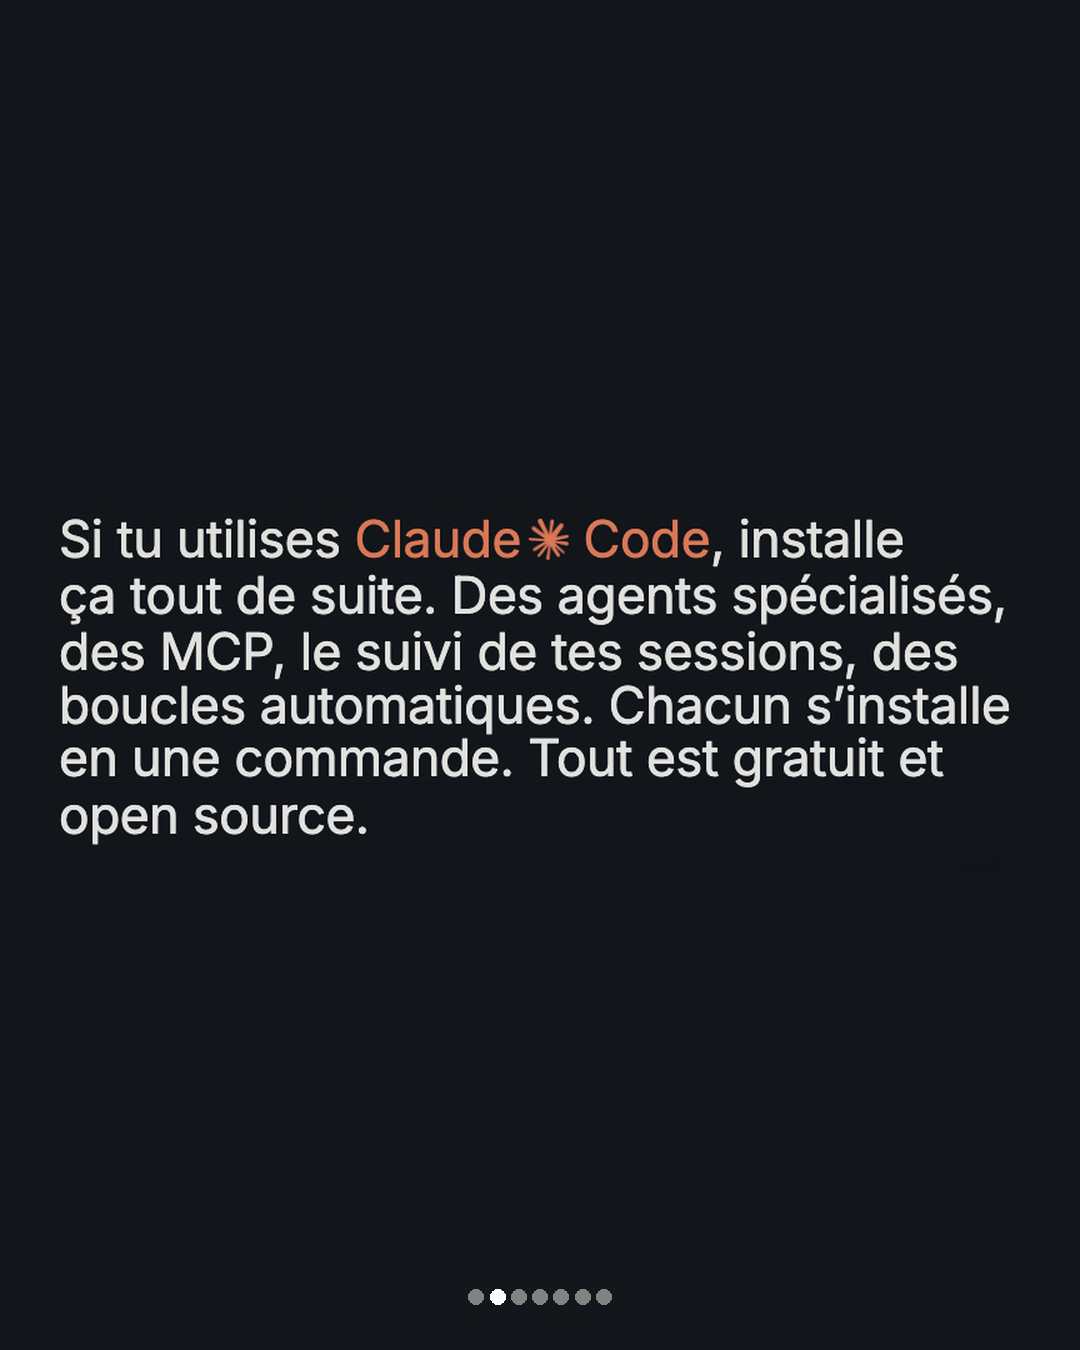 Si tu utilises Claude Code, installe
ça tout de suite. Des agents spécialisés,
des MCP, le suivi de tes sessions, des
boucles automatiques. Chacun s’installe
en une commande. Tout est gratuit et
open source.